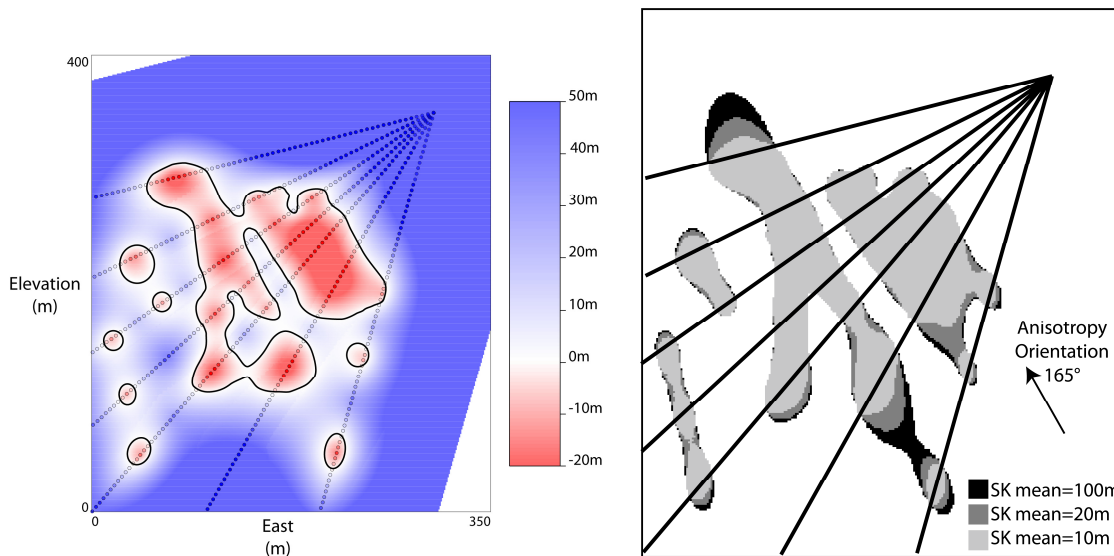 400
Elevation
(m)
0
0
350
East
(m)
50m
40m
30m
20m
10m
0m
-10m
-20m
Anisotropy
Orientation
165°
SK mean=100m
SK mean=20m
SK mean=10m